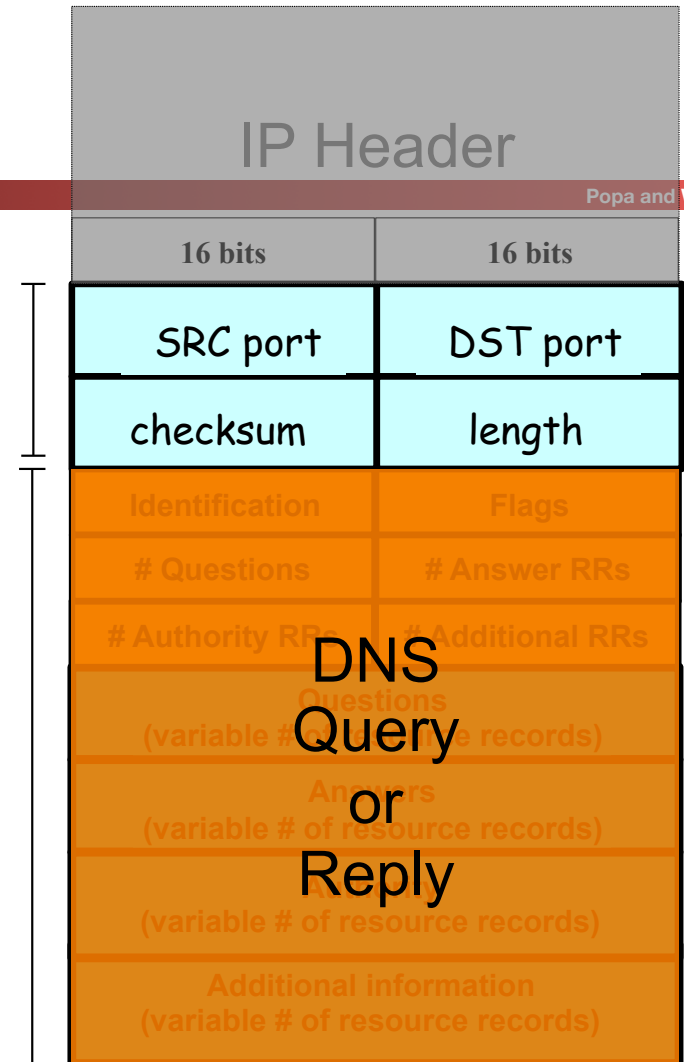 IP Header
Popa and
16 bits 16 bits
SRC port DST port
checksum length
Identification Flags
# Questions # Answer RRs
# Authority RRs # Additional RRs
DNS
Questions
Query
(variable # of resource records)
Answers
or
(variable # of resource records)
Reply
Authority
(variable # of resource records)
Additional information
(variable # of resource records)